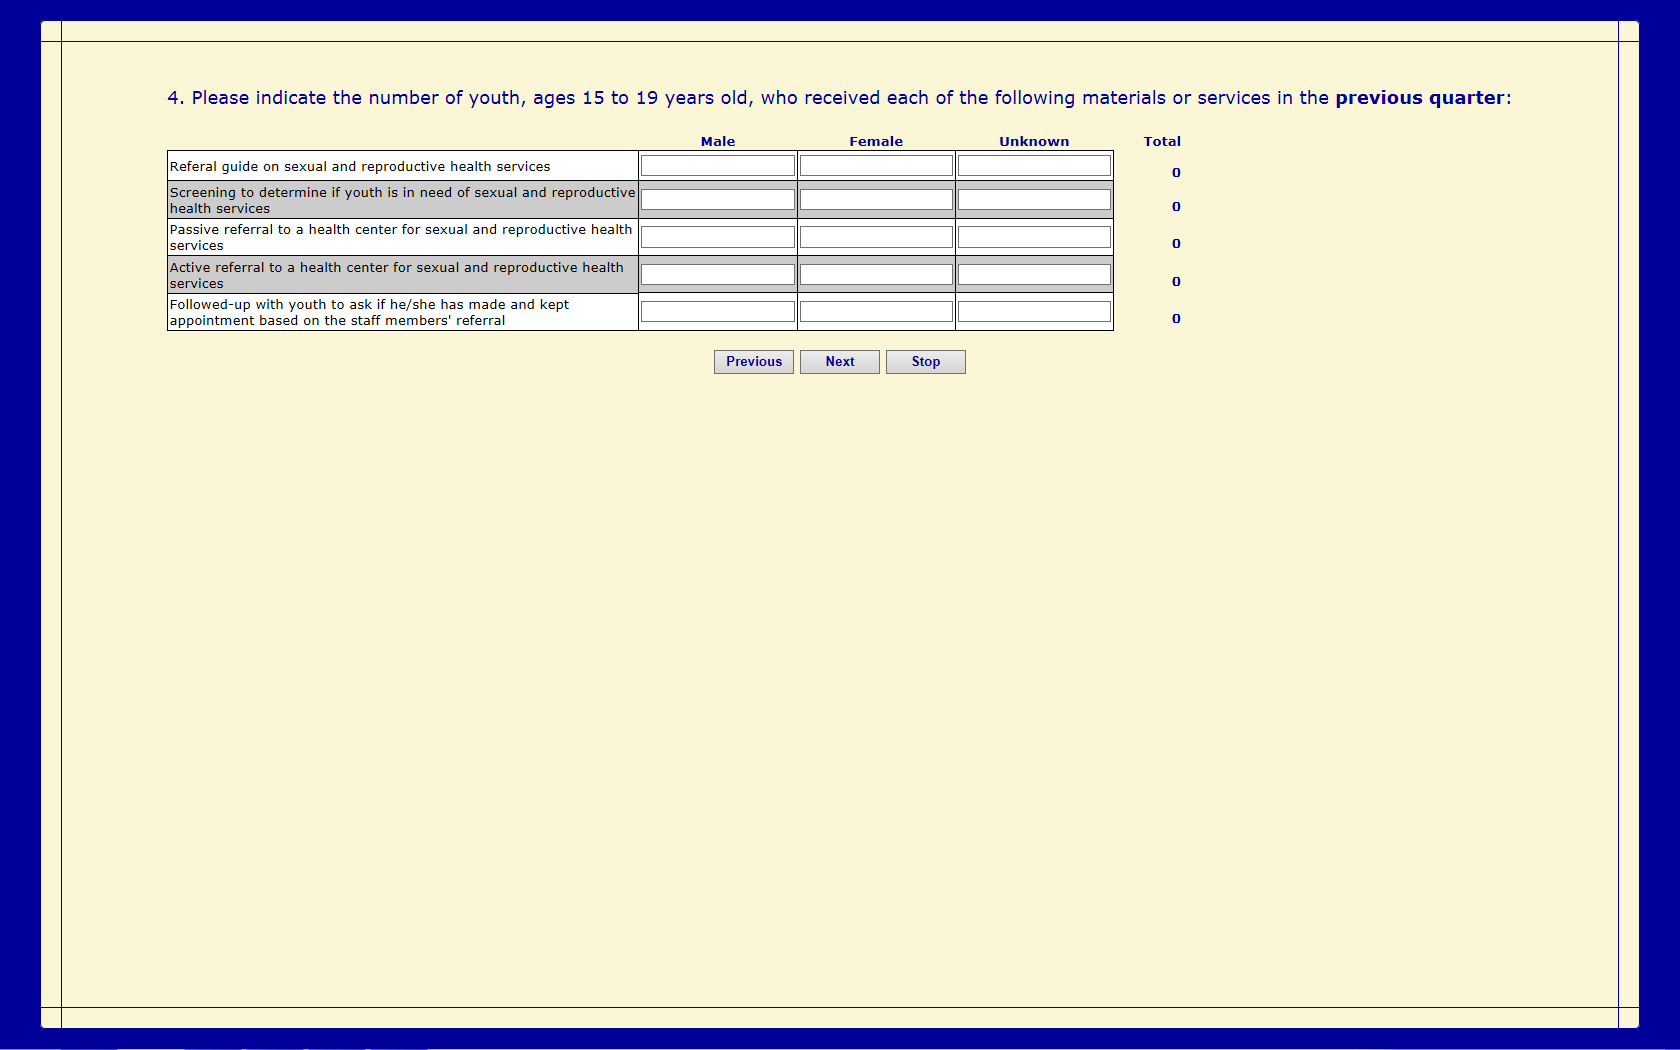 4. Please indicate the number of youth, ages 15 to 19 years old, who received each of the following materials or services in the previous quarter:
Male Female Unknown Total
Referal guide on sexual and reproductive health services 0
Screening to determine if youth is in need of sexual and reproductive
health services 0
Passive referral to a health center for sexual and reproductive health
services 0
Active referral to a health center for sexual and reproductive health
services 0
Followed-up with youth to ask if he/she has made and kept
appointment based on the staff members' referral 0
Previous Next Stop